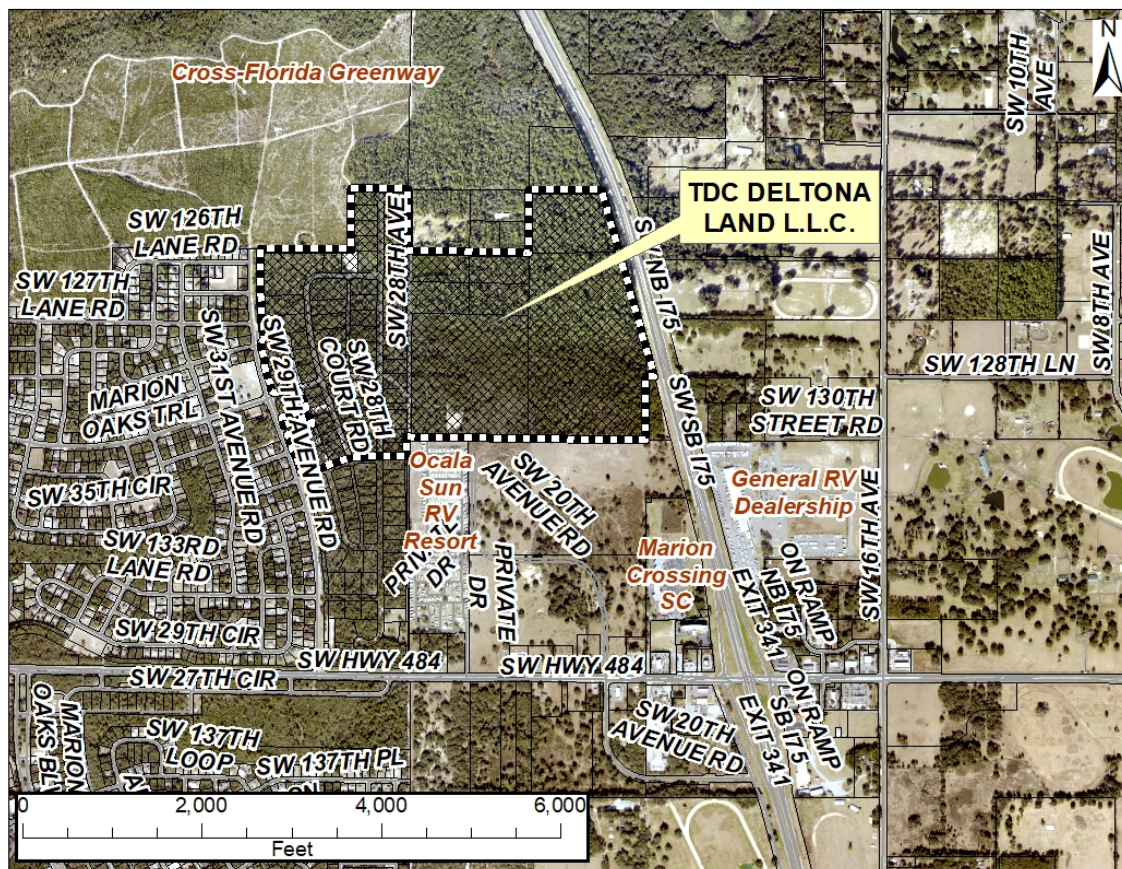 N
SW 10TH
AVE
Cross-Florida Greenway
TDC DELTONA
LAND L.L.C.
SW 126TH
LANE RD
SW 28TH AVE
SW NB I75
SW 127TH
LANE RD
SW 8TH AVE
SW 31ST AVENUE RD
SW 29TH AVENUE RD
SW 28TH
COURT RD
SW 128TH LN
MARION
OAKS TRL
SW SB I75
SW 130TH
STREET RD
SW 35TH CIR
Ocala
Sun
RV
Resort
SW 20TH
AVENUE RD
General RV
Dealership
SW 16TH AVE
SW 133RD
LANE RD
PRIVATE
DR
PRIVATE
DR
Marion
Crossing
SC
EXIT 341
NB I75
ON RAMP
SW 29TH CIR
SW HWY 484
SW HWY 484
SW 27TH CIR
MARION
OAKS BL
SW 137TH
LOOP
SW 137TH PL
SW 20TH
AVENUE RD
EXIT 341
SB I75
ON RAMP
0 2,000 4,000 6,000
Feet